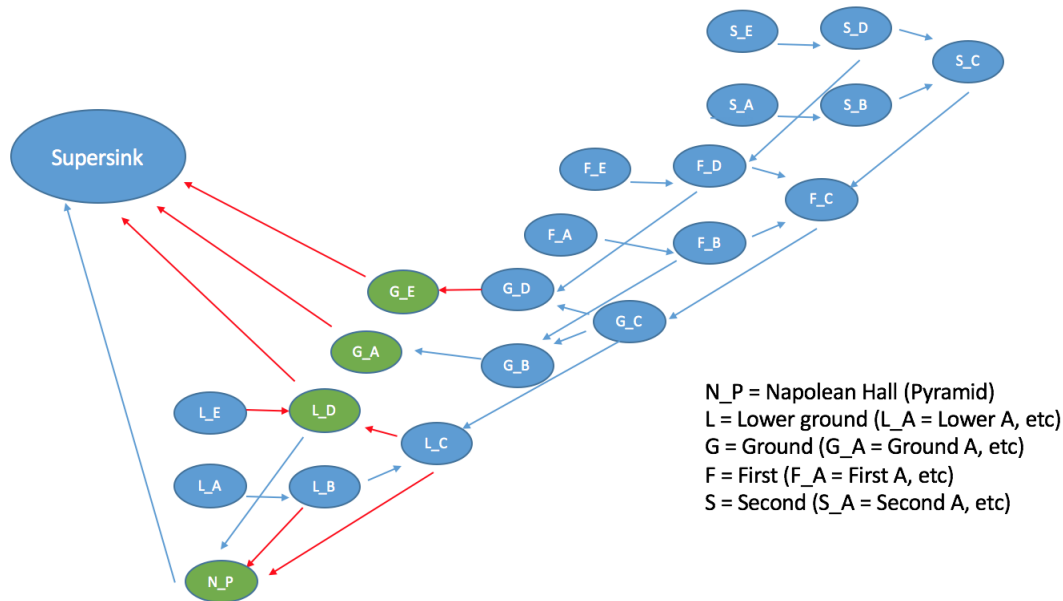 S_E
S_D
S_C
S_A
S_B
Supersink
F_E
F_D
F_C
F_A
F_B
G_E
G_D
G_C
G_A
G_B
L_E
L_D
L_C
L_A
L_B
N_P
N_P = Napolean Hall (Pyramid)
L = Lower ground (L_A = Lower A, etc)
G = Ground (G_A = Ground A, etc)
F = First (F_A = First A, etc)
S = Second (S_A = Second A, etc)